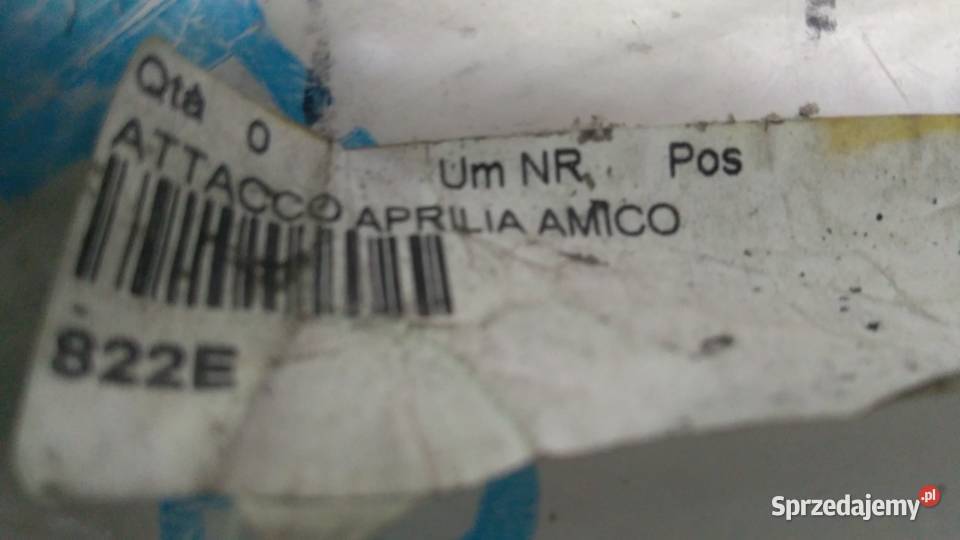 Qtà 0 Um NR. Pos
ATTACCO APRILIA AMICO
822E
Sprzedajemy.pl